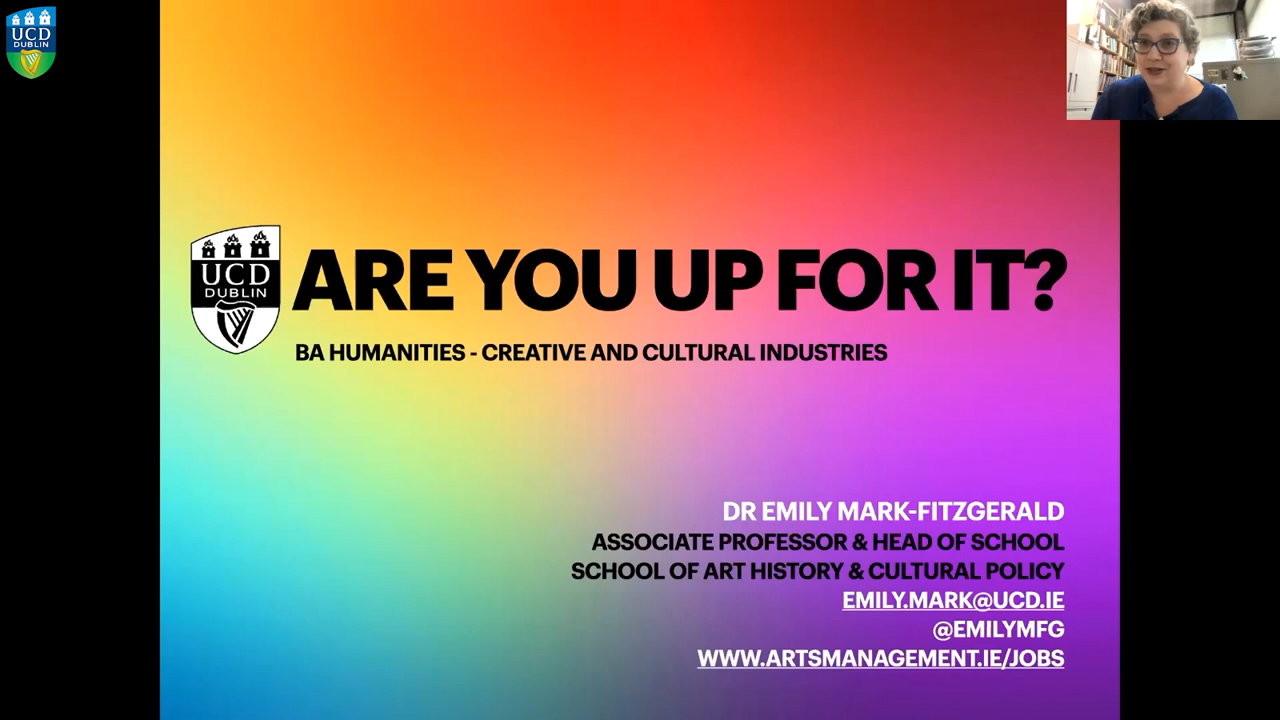 UCD
DUBLIN
UCD
DUBLIN
ARE YOU UP FOR IT?
BA HUMANITIES - CREATIVE AND CULTURAL INDUSTRIES
DR EMILY MARK-FITZGERALD
ASSOCIATE PROFESSOR & HEAD OF SCHOOL
SCHOOL OF ART HISTORY & CULTURAL POLICY
EMILY.MARK@UCD.IE
@EMILYMFG
WWW.ARTSMANAGEMENT.IE/JOBS